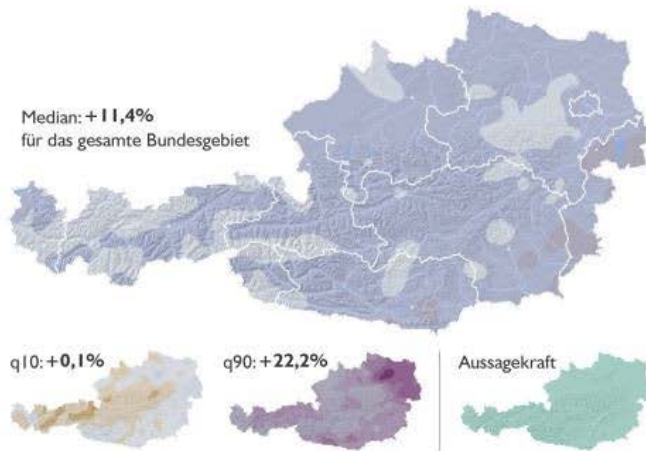 Median: +11,4%
für das gesamte Bundesgebiet
q10: +0,1%
q90: +22,2%
Aussagekraft